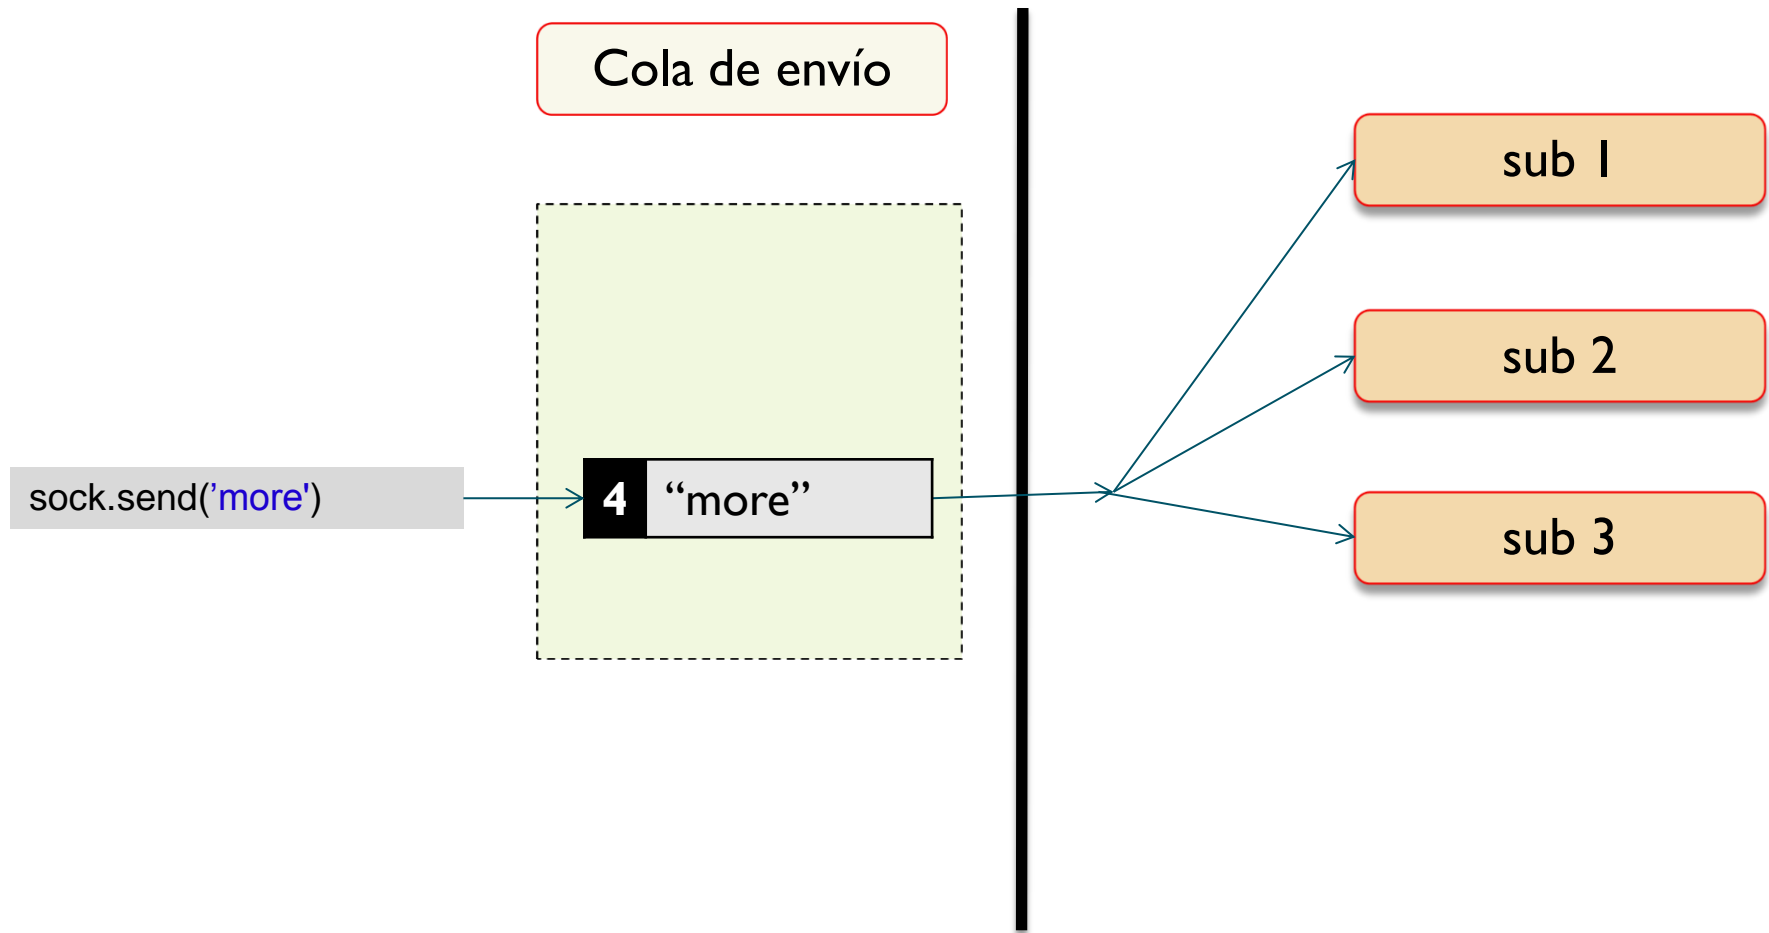 Cola de envío
sub 1
sub 2
sock.send(’more')
4 “more”
sub 3